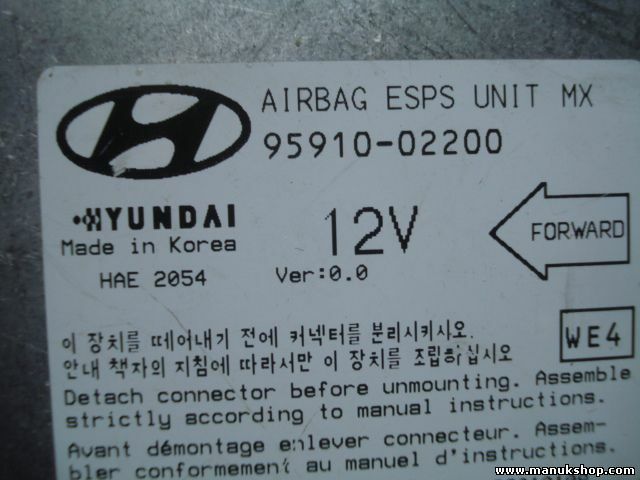 AIRBAG ESPS UNIT MX
95910-02200
HYUNDAI
Made in Korea
HAE 2054
12V
Ver:0.0
FORWARD
이 장치를 떼어내기 전에 커넥터를 분리시키시오.
안내 책자의 지침에 따라서만 이 장치를 조립하십시오
WE4
Detach connector before unmounting. Assemble
strictly according to manual instructions.
Avant démontage enlever connecteur. Assem-
bler conformement au manuel d'instructions.
www.manukshop.com